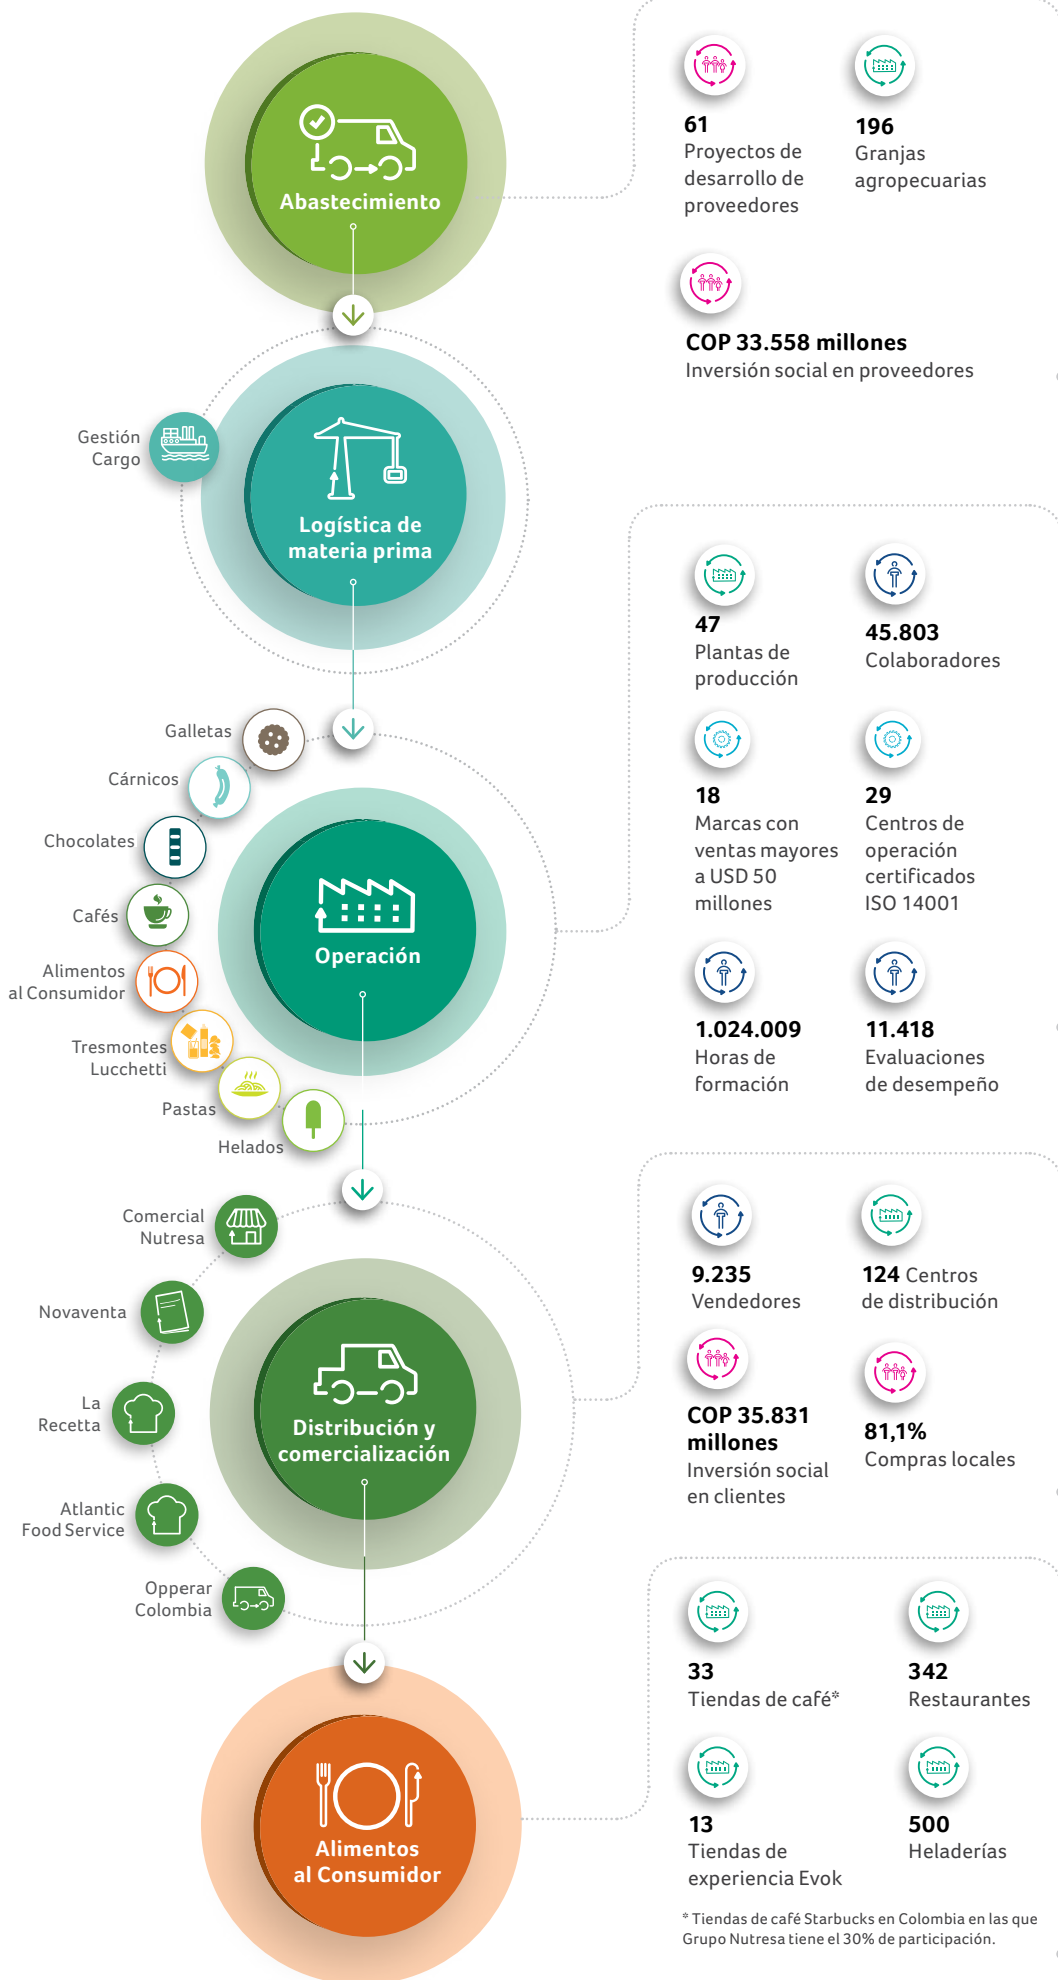 Abastecimiento
61
Proyectos de
desarrollo de
proveedores
196
Granjas
agropecuarias
COP 33.558 millones
Inversión social en proveedores
Gestión
Cargo
Logística de
materia prima
Galletas
Cárnicos
Chocolates
Cafés
Alimentos
al Consumidor
Tresmontes
Lucchetti
Pastas
Helados
Operación
47
Plantas de
producción
45.803
Colaboradores
18
Marcas con
ventas mayores
a USD 50
millones
29
Centros de
operación
certificados
ISO 14001
1.024.009
Horas de
formación
11.418
Evaluaciones
de desempeño
Comercial
Nutresa
Novaventa
La
Recetta
Atlantic
Food Service
Opperar
Colombia
Distribución y
comercialización
9.235
Vendedores
124 Centros
de distribución
COP 35.831
millones
Inversión social
en clientes
81,1%
Compras locales
Alimentos
al Consumidor
33
Tiendas de café*
342
Restaurantes
13
Tiendas de
experiencia Evok
500
Heladerías
* Tiendas de café Starbucks en Colombia en las que
Grupo Nutresa tiene el 30% de participación.